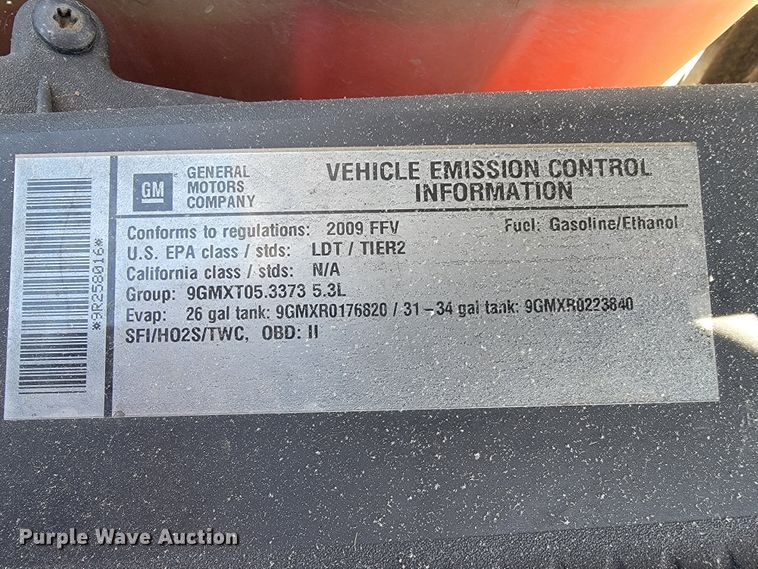 *9R258016*
GM
GENERAL
MOTORS
COMPANY
VEHICLE EMISSION CONTROL
INFORMATION
Conforms to regulations: 2009 FFV
Fuel: Gasoline/Ethanol
U.S. EPA class / stds: LDT / TIER2
California class / stds: N/A
Group: 9GMXT05.3373 5.3L
Evap: 26 gal tank: 9GMXR0176820 / 31-34 gal tank: 9GMXR0223840
SFI/HO2S/TWC, OBD: II
Purple Wave Auction